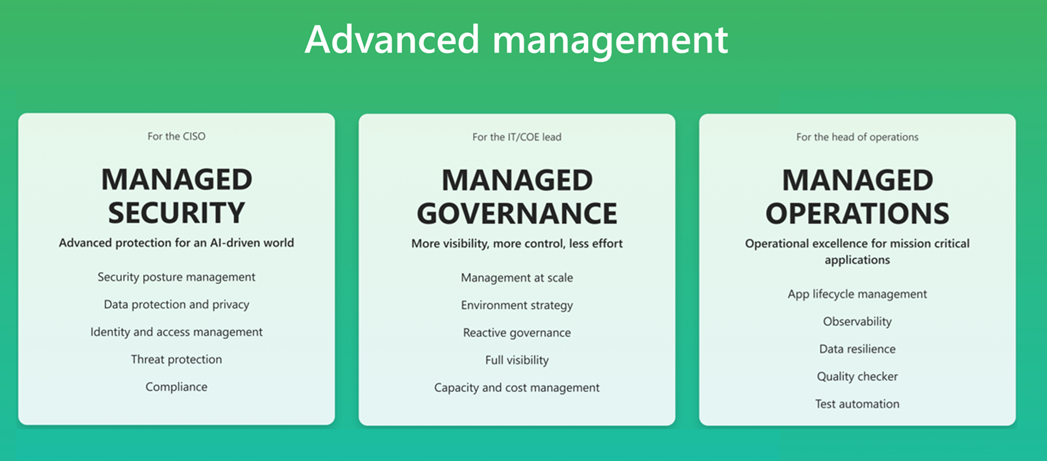 Advanced management
For the CISO
MANAGED
SECURITY
Advanced protection for an AI-driven world
Security posture management
Data protection and privacy
Identity and access management
Threat protection
Compliance
For the IT/COE lead
MANAGED
GOVERNANCE
More visibility, more control, less effort
Management at scale
Environment strategy
Reactive governance
Full visibility
Capacity and cost management
For the head of operations
MANAGED
OPERATIONS
Operational excellence for mission critical
applications
App lifecycle management
Observability
Data resilience
Quality checker
Test automation